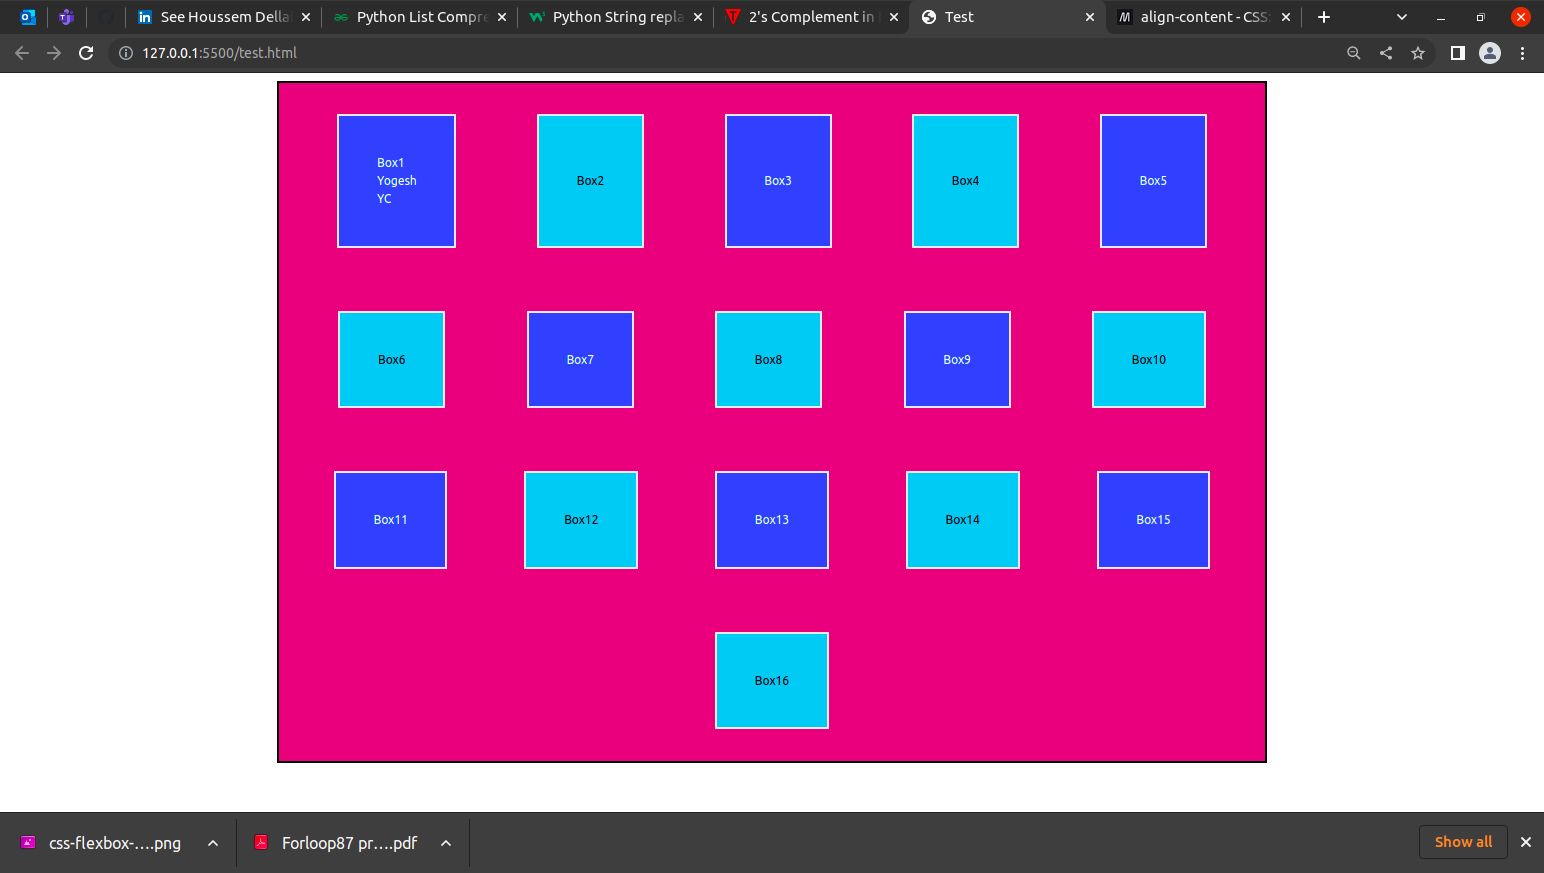 See Houssem Della
Python List Compre
Python String repla
2's Complement in
Test
align-content - CSS:
127.0.0.1:5500/test.html
Box1
Yogesh
YC
Box2
Box3
Box4
Box5
Box6
Box7
Box8
Box9
Box10
Box11
Box12
Box13
Box14
Box15
Box16
css-flexbox-....png
Forloop87 pr....pdf
Show all